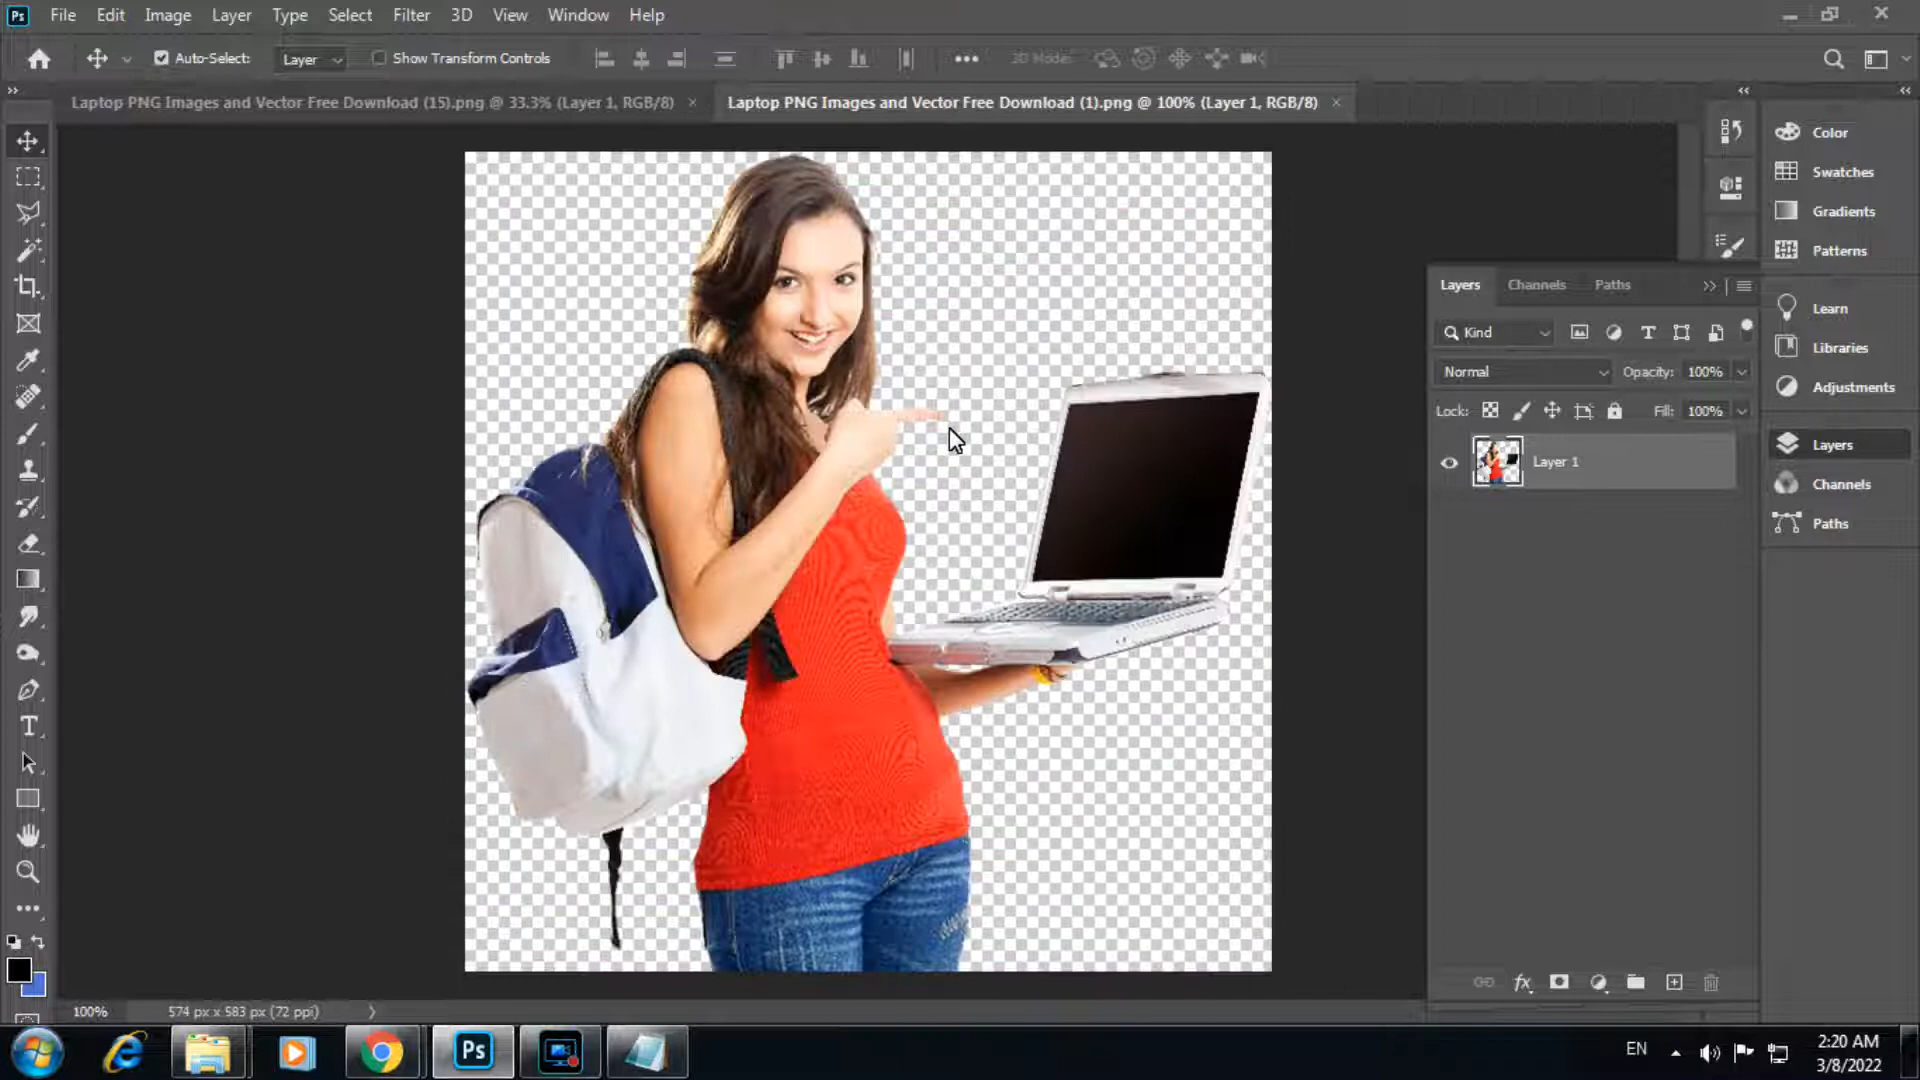 Ps File Edit Image Layer Type Select Filter 3D View Window Help
Auto-Select: Layer Show Transform Controls 3D Mode:
Laptop PNG Images and Vector Free Download (15).png @ 33.3% (Layer 1, RGB/8) × Laptop PNG Images and Vector Free Download (1).png @ 100% (Layer 1, RGB/8) ×
Color
Swatches
Gradients
Patterns
Layers Channels Paths
Learn
Kind
Libraries
Normal Opacity: 100%
Adjustments
Lock: Fill: 100%
Layers
Layer 1
Channels
Paths
fx
100% 574 px x 583 px (72 ppi)
Ps
EN
2:20 AM
3/8/2022